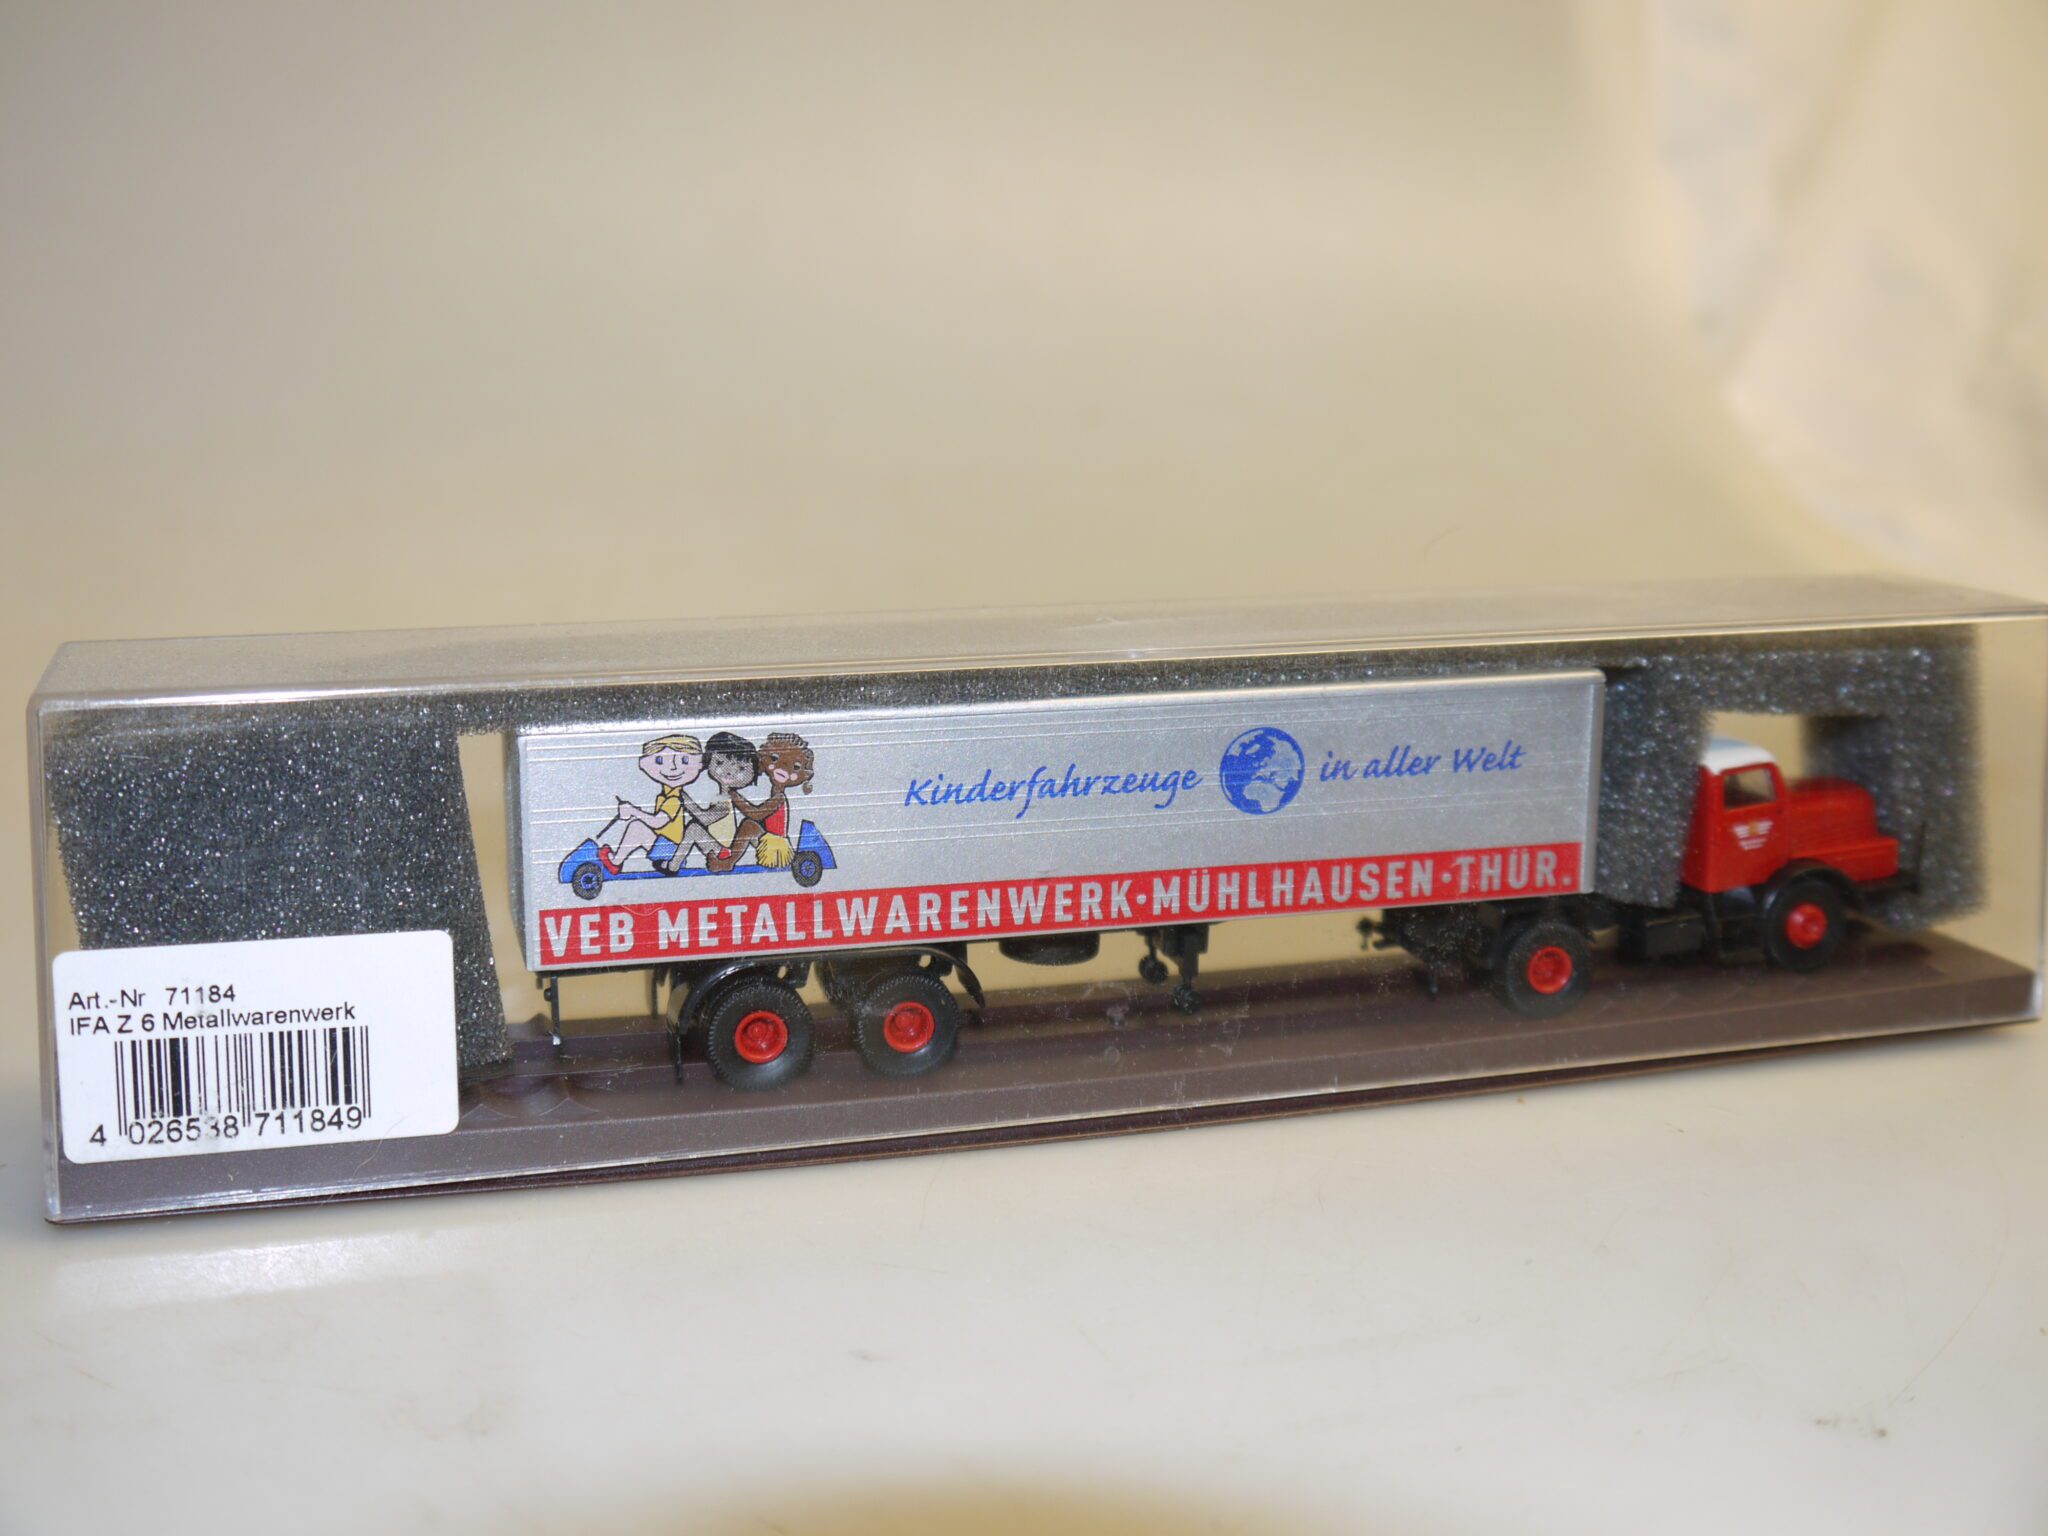 Kinderfahrzeuge in aller Welt
VEB METALLWARENWERK·MÜHLHAUSEN·THÜR.
Art.-Nr 71184
IFA Z 6 Metallwarenwerk
4 026538 711849